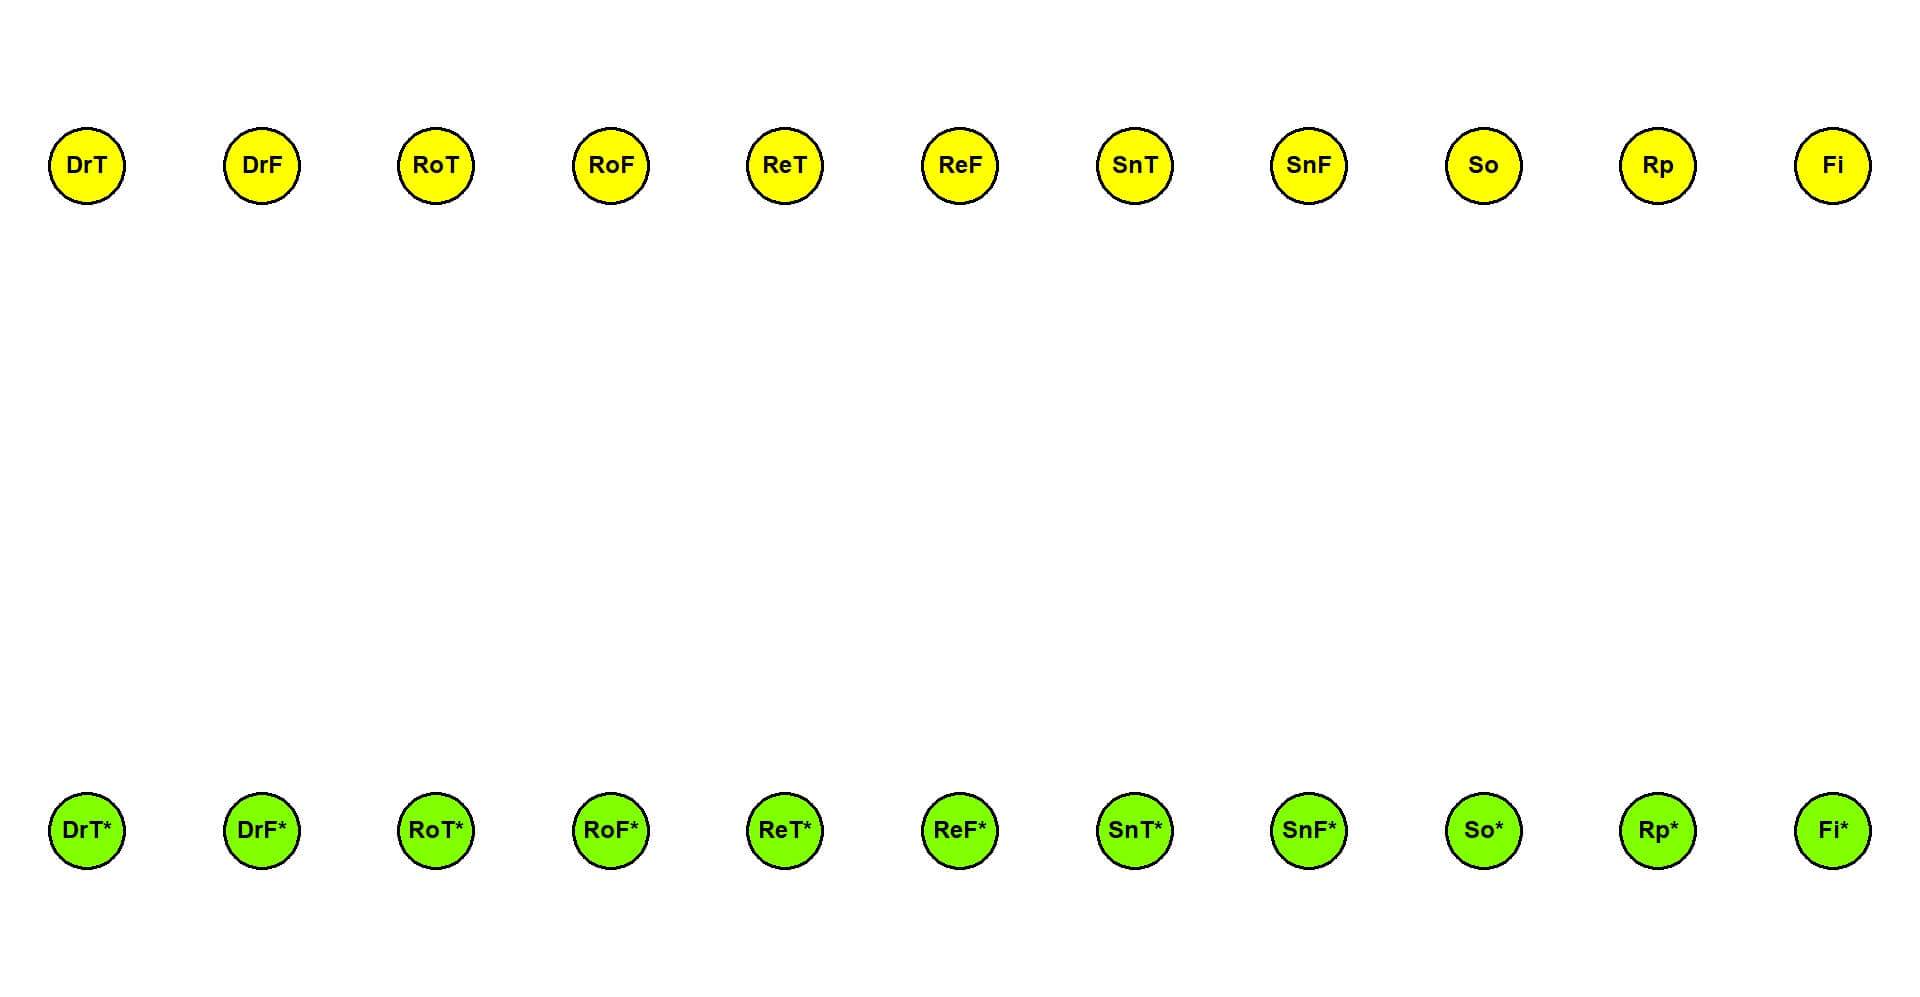 DrT DrF RoT RoF ReT ReF SnT SnF So Rp Fi
DrT* DrF* RoT* RoF* ReT* ReF* SnT* SnF* So* Rp* Fi*